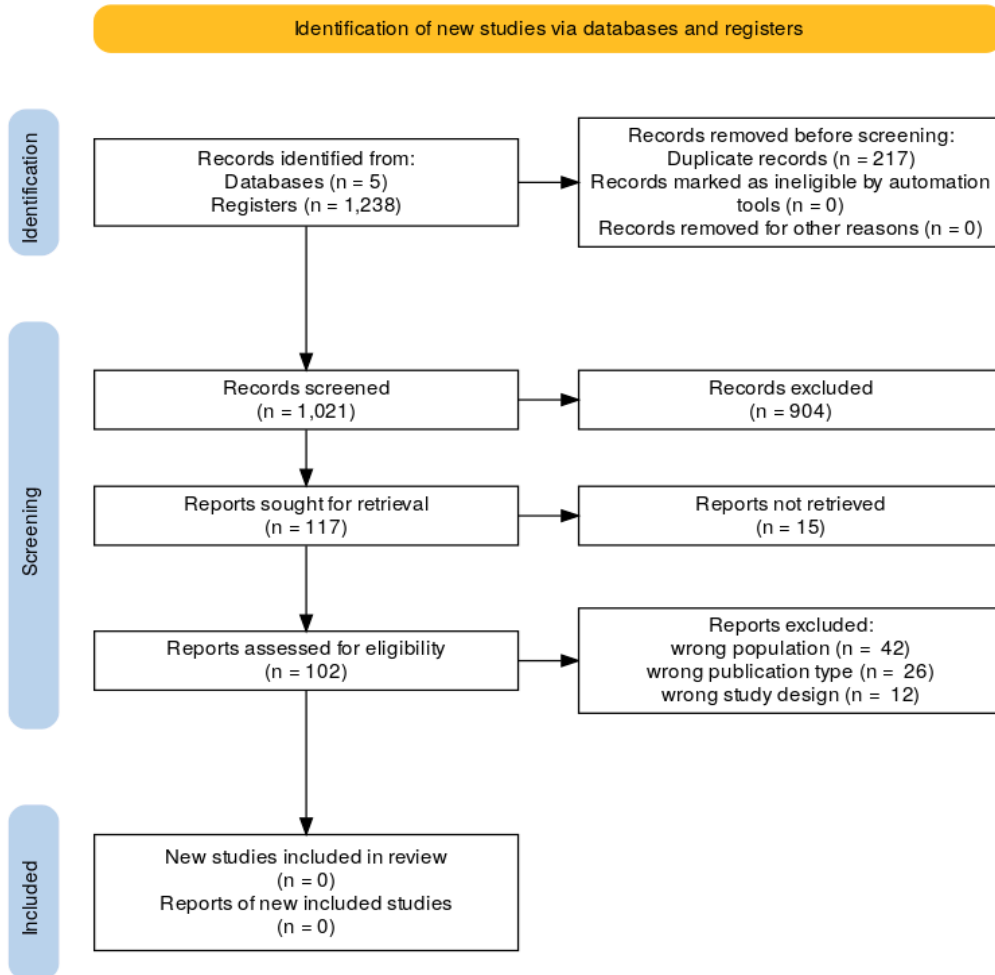 Identification of new studies via databases and registers
Identification
Records identified from:
Databases (n = 5)
Registers (n = 1,238)
Records removed before screening:
Duplicate records (n = 217)
Records marked as ineligible by automation
tools (n = 0)
Records removed for other reasons (n = 0)
Screening
Records screened
(n = 1,021)
Records excluded
(n = 904)
Reports sought for retrieval
(n = 117)
Reports not retrieved
(n = 15)
Reports assessed for eligibility
(n = 102)
Reports excluded:
wrong population (n = 42)
wrong publication type (n = 26)
wrong study design (n = 12)
Included
New studies included in review
(n = 0)
Reports of new included studies
(n = 0)